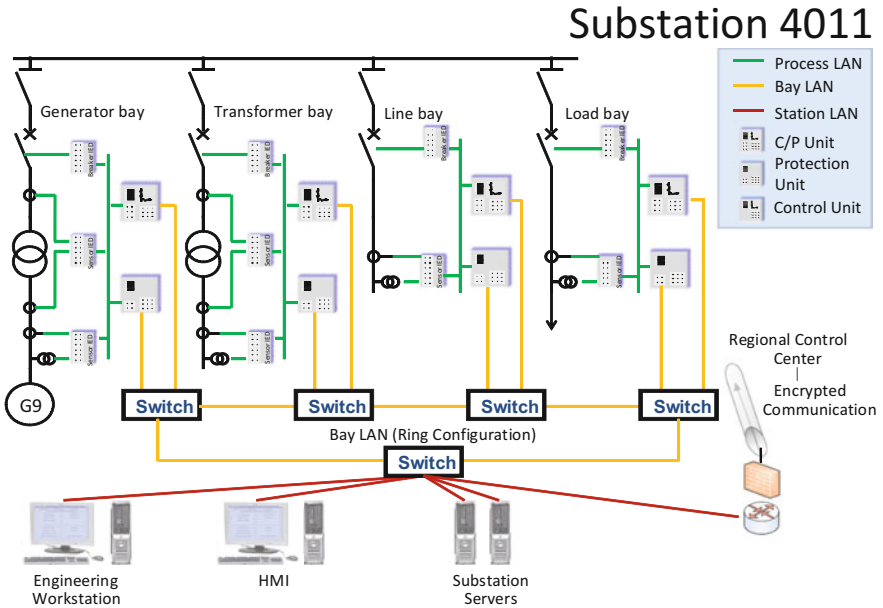 Substation 4011
Process LAN
Bay LAN
Station LAN
C/P Unit
Protection
Unit
Control Unit
Generator bay
Transformer bay
Line bay
Load bay
Breaker IED
Breaker IED
Breaker IED
Breaker IED
Sensor IED
Sensor IED
Sensor IED
Sensor IED
Sensor IED
Sensor IED
G9
Regional Control
Center
Encrypted
Communication
Switch
Switch
Switch
Switch
Bay LAN (Ring Configuration)
Switch
Engineering
Workstation
HMI
Substation
Servers